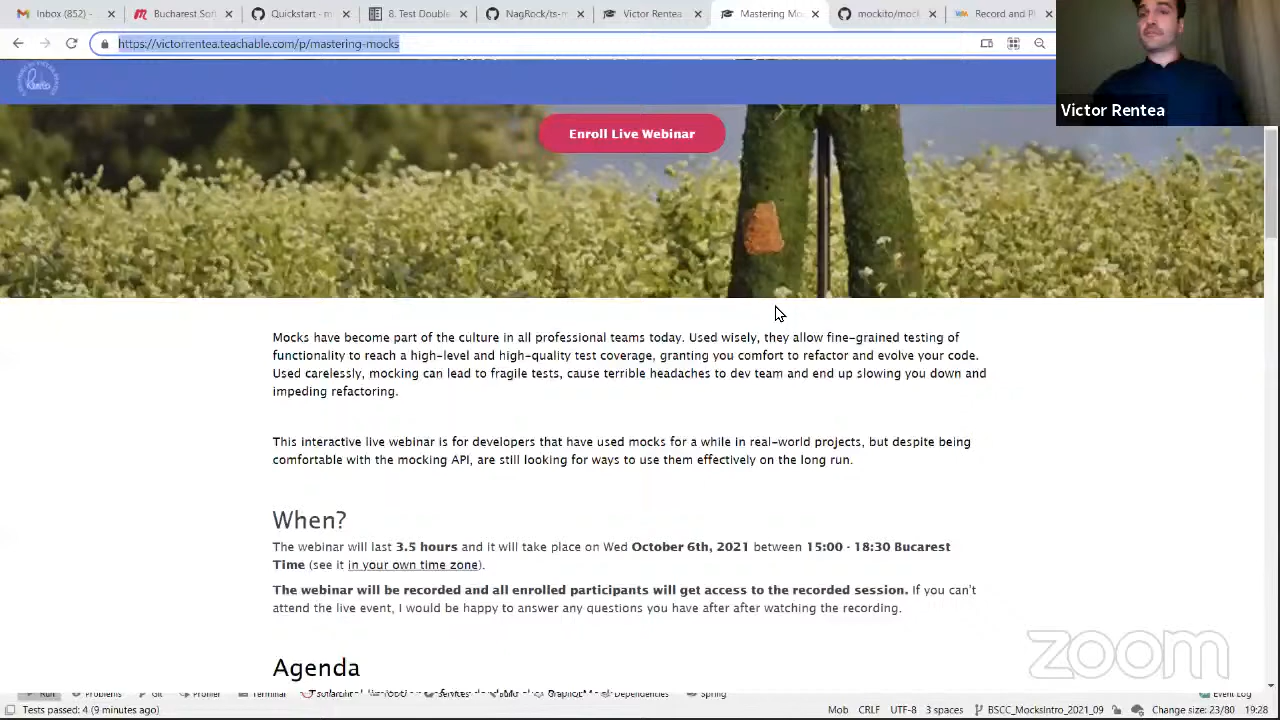 Inbox (852) -
Bucharest Sof
Quickstart - m
8. Test Double
NagRock/ts-m
Victor Rentea
Mastering Mo
mockito/mock
Record and Pl
https://victorrentea.teachable.com/p/mastering-mocks
Victor Rentea
Enroll Live Webinar
Mocks have become part of the culture in all professional teams today. Used wisely, they allow fine-grained testing of
functionality to reach a high-level and high-quality test coverage, granting you comfort to refactor and evolve your code.
Used carelessly, mocking can lead to fragile tests, cause terrible headaches to dev team and end up slowing you down and
impeding refactoring.
This interactive live webinar is for developers that have used mocks for a while in real-world projects, but despite being
comfortable with the mocking API, are still looking for ways to use them effectively on the long run.
When?
The webinar will last 3.5 hours and it will take place on Wed October 6th, 2021 between 15:00 - 18:30 Bucarest
Time (see it in your own time zone).
The webinar will be recorded and all enrolled participants will get access to the recorded session. If you can't
attend the live event, I would be happy to answer any questions you have after after watching the recording.
zoom
Agenda
Run Problems Git Profiler Terminal Dependencies Spring Event Log
Tests passed: 4 (9 minutes ago) Mob CRLF UTF-8 3 spaces BSCC_MocksIntro_2021_09 Change size: 23/80 19:28